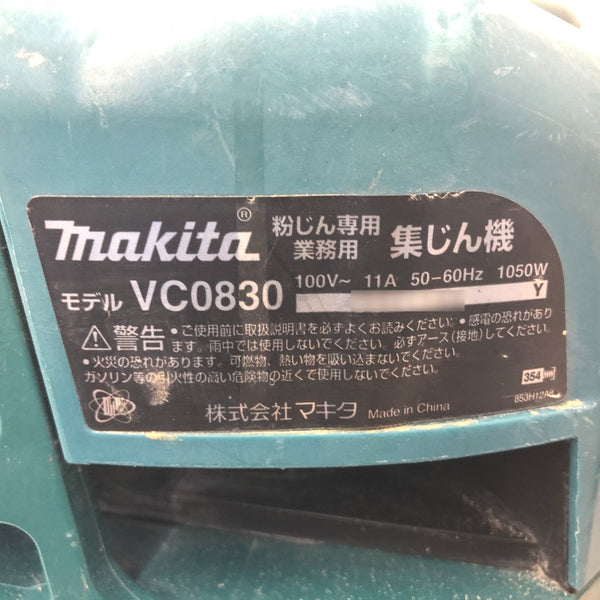 makita® 粉じん専用 業務用 集じん機
モデル VC0830 100V～ 11A 50-60Hz 1050W
Y
⚠警告 •ご使用前に取扱説明書を必ずよくお読みください。•感電の恐れがあり
ます。雨中では使用しないでください。必ずアース(接地)してください。
•火災の恐れがあります。可燃物、熱い物を吸い込まないでください。
ガソリン等の引火性の高い危険物の近くで使用しないでください。
354
853H12A8
株式会社マキタ Made in China